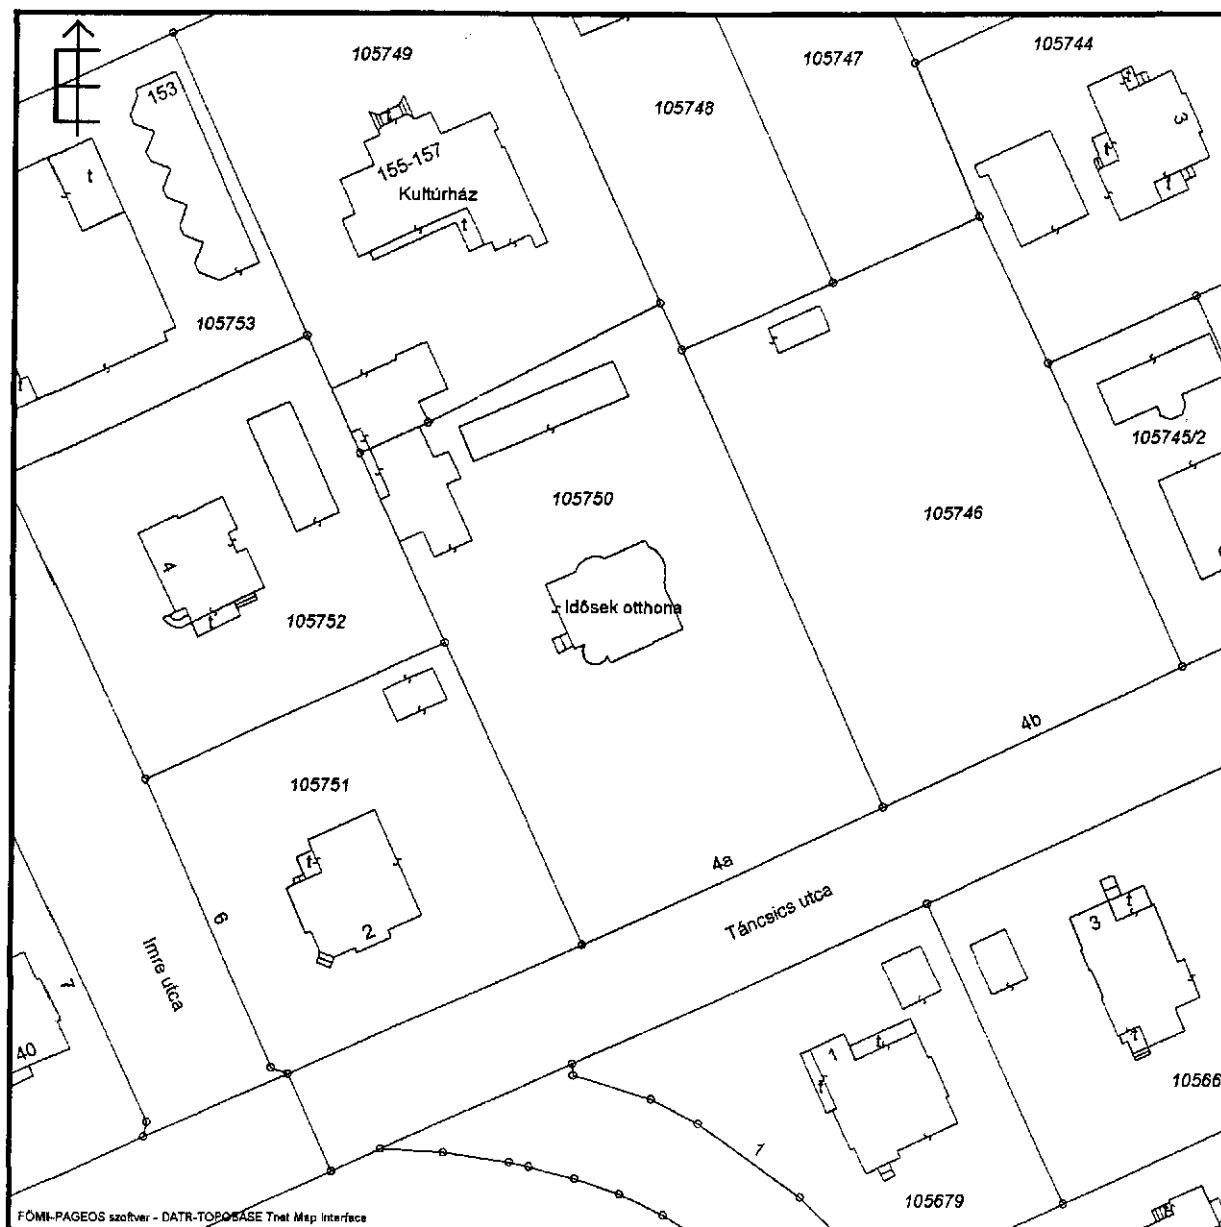 105749
105747
105744
153
105748
t
3
155-157
t
t
Kultúrház
t
t
105753
t
105745/2
105750
105746
4
Idősek otthona
t
105752
4b
105751
t
4a
6
2
Táncsics utca
3
t
Imre utca
7
40
1
t
t
t
1
105679
FÖMI-PAGEOS szoftver - DATR-TOPOBASE Tnet Map Interface